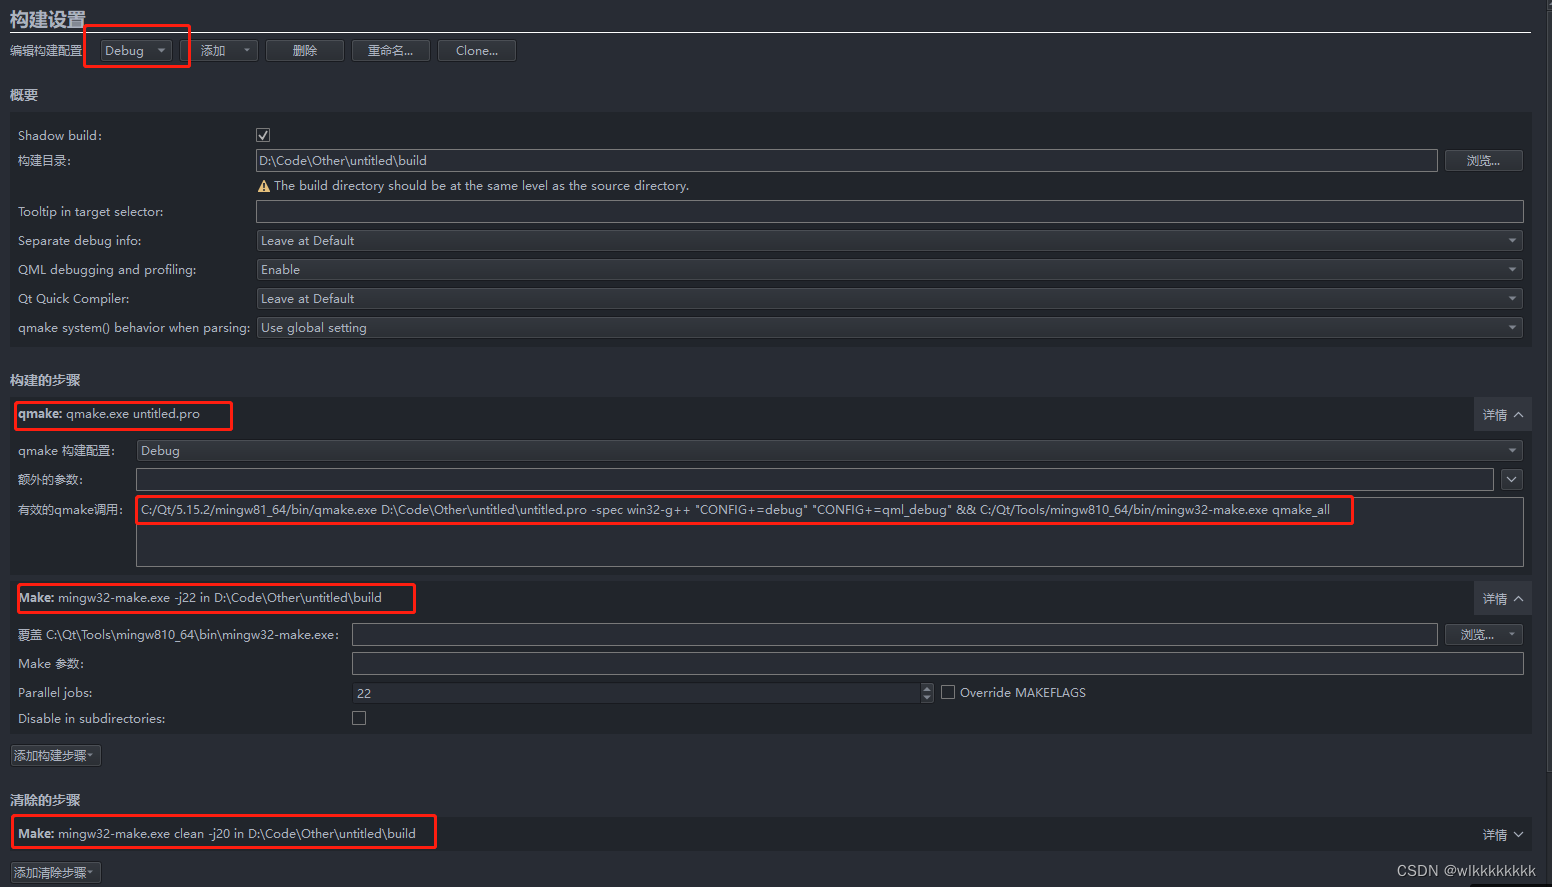 构建设置
编辑构建配置 Debug 添加 删除 重命名... Clone...
概要
Shadow build:
构建目录: D:\Code\Other\untitled\build 浏览...
The build directory should be at the same level as the source directory.
Tooltip in target selector:
Separate debug info: Leave at Default
QML debugging and profiling: Enable
Qt Quick Compiler: Leave at Default
qmake system() behavior when parsing: Use global setting
构建的步骤
qmake: qmake.exe untitled.pro 详情
qmake 构建配置: Debug
额外的参数:
有效的qmake调用: C:/Qt/5.15.2/mingw81_64/bin/qmake.exe D:\Code\Other\untitled\untitled.pro -spec win32-g++ "CONFIG+=debug" "CONFIG+=qml_debug" && C:/Qt/Tools/mingw810_64/bin/mingw32-make.exe qmake_all
Make: mingw32-make.exe -j22 in D:\Code\Other\untitled\build 详情
覆盖 C:\Qt\Tools\mingw810_64\bin\mingw32-make.exe: 浏览...
Make 参数:
Parallel jobs: 22 Override MAKEFLAGS
Disable in subdirectories:
添加构建步骤
清除的步骤
Make: mingw32-make.exe clean -j20 in D:\Code\Other\untitled\build 详情
添加清除步骤
CSDN @wlkkkkkkkk